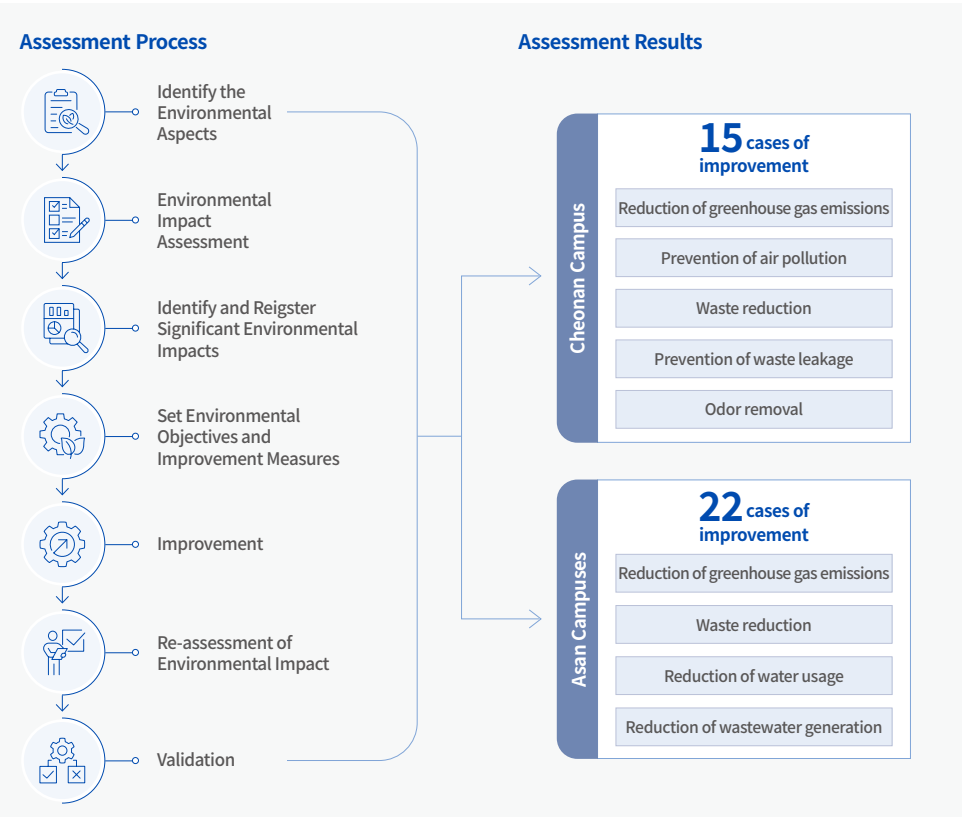 Assessment Process
Identify the
Environmental
Aspects
Environmental
Impact
Assessment
Identify and Reigster
Significant Environmental
Impacts
Set Environmental
Objectives and
Improvement Measures
Improvement
Re-assessment of
Environmental Impact
Validation
Assessment Results
Cheonan Campus
15 cases of
improvement
Reduction of greenhouse gas emissions
Prevention of air pollution
Waste reduction
Prevention of waste leakage
Odor removal
Asan Campuses
22 cases of
improvement
Reduction of greenhouse gas emissions
Waste reduction
Reduction of water usage
Reduction of wastewater generation